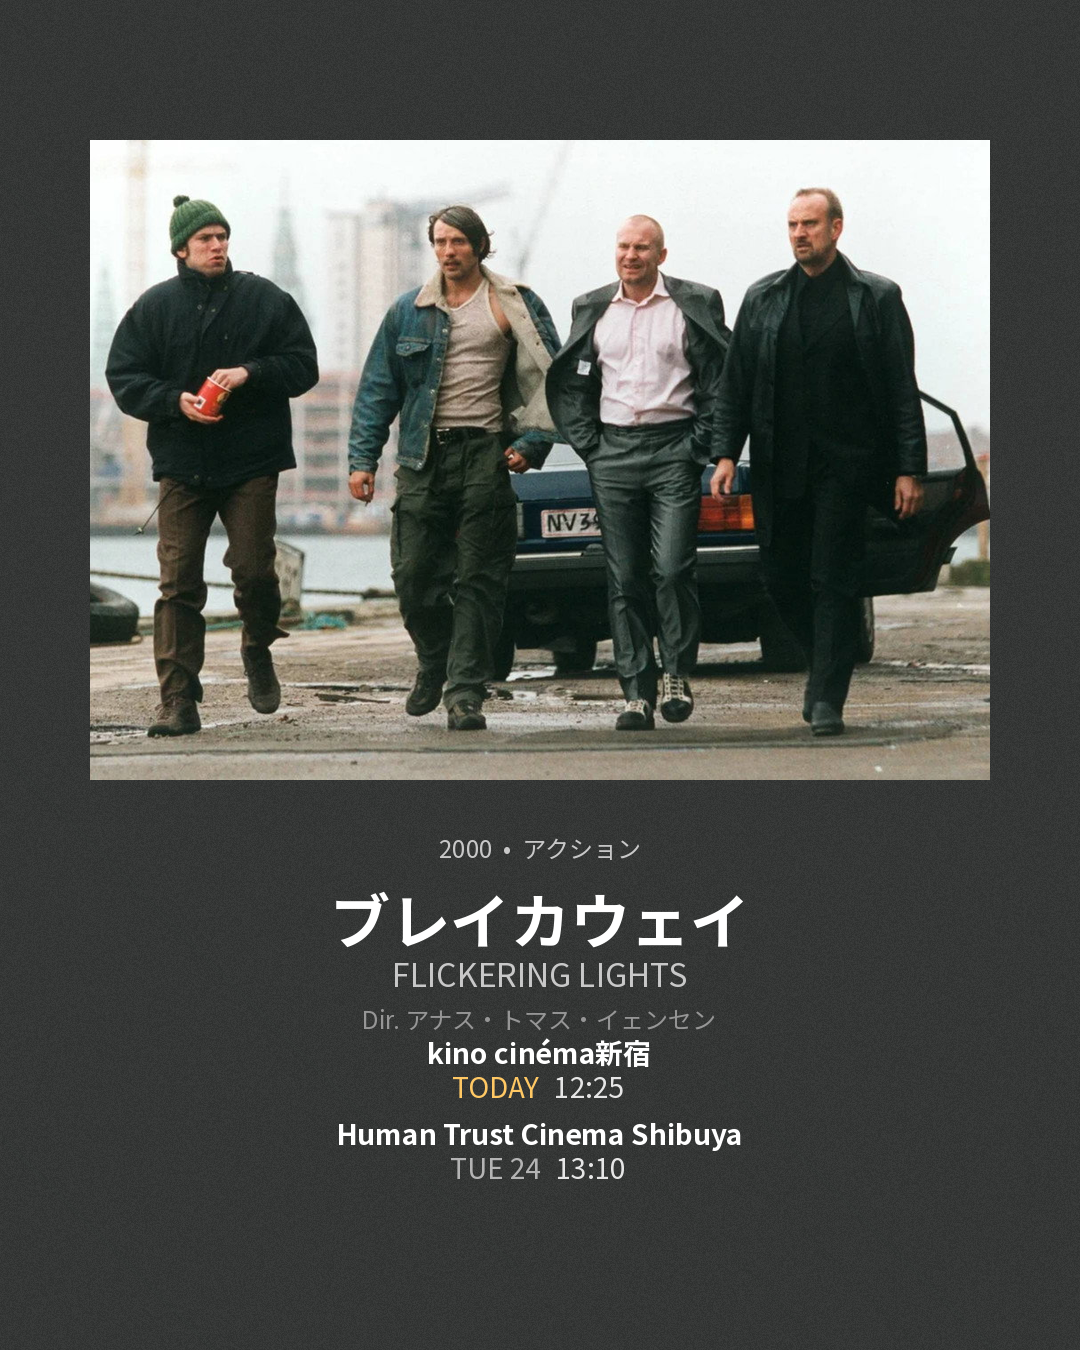 NV39
2000 • アクション
ブレイカウェイ
FLICKERING LIGHTS
Dir. アナス・トマス・イェンセン
kino cinéma新宿
TODAY 12:25
Human Trust Cinema Shibuya
TUE 24 13:10